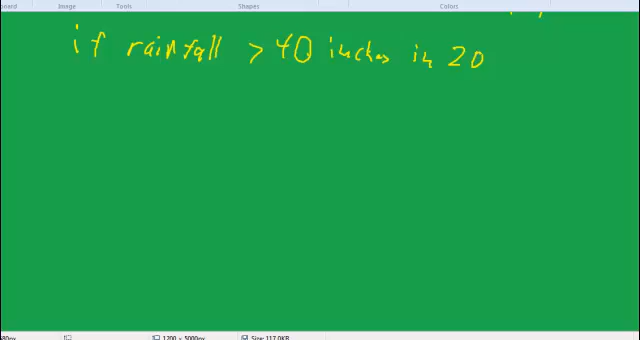 Image Tools Shapes Colors
if rainfall > 40 inches in 20
1200 × 5000px Size: 117.0KB